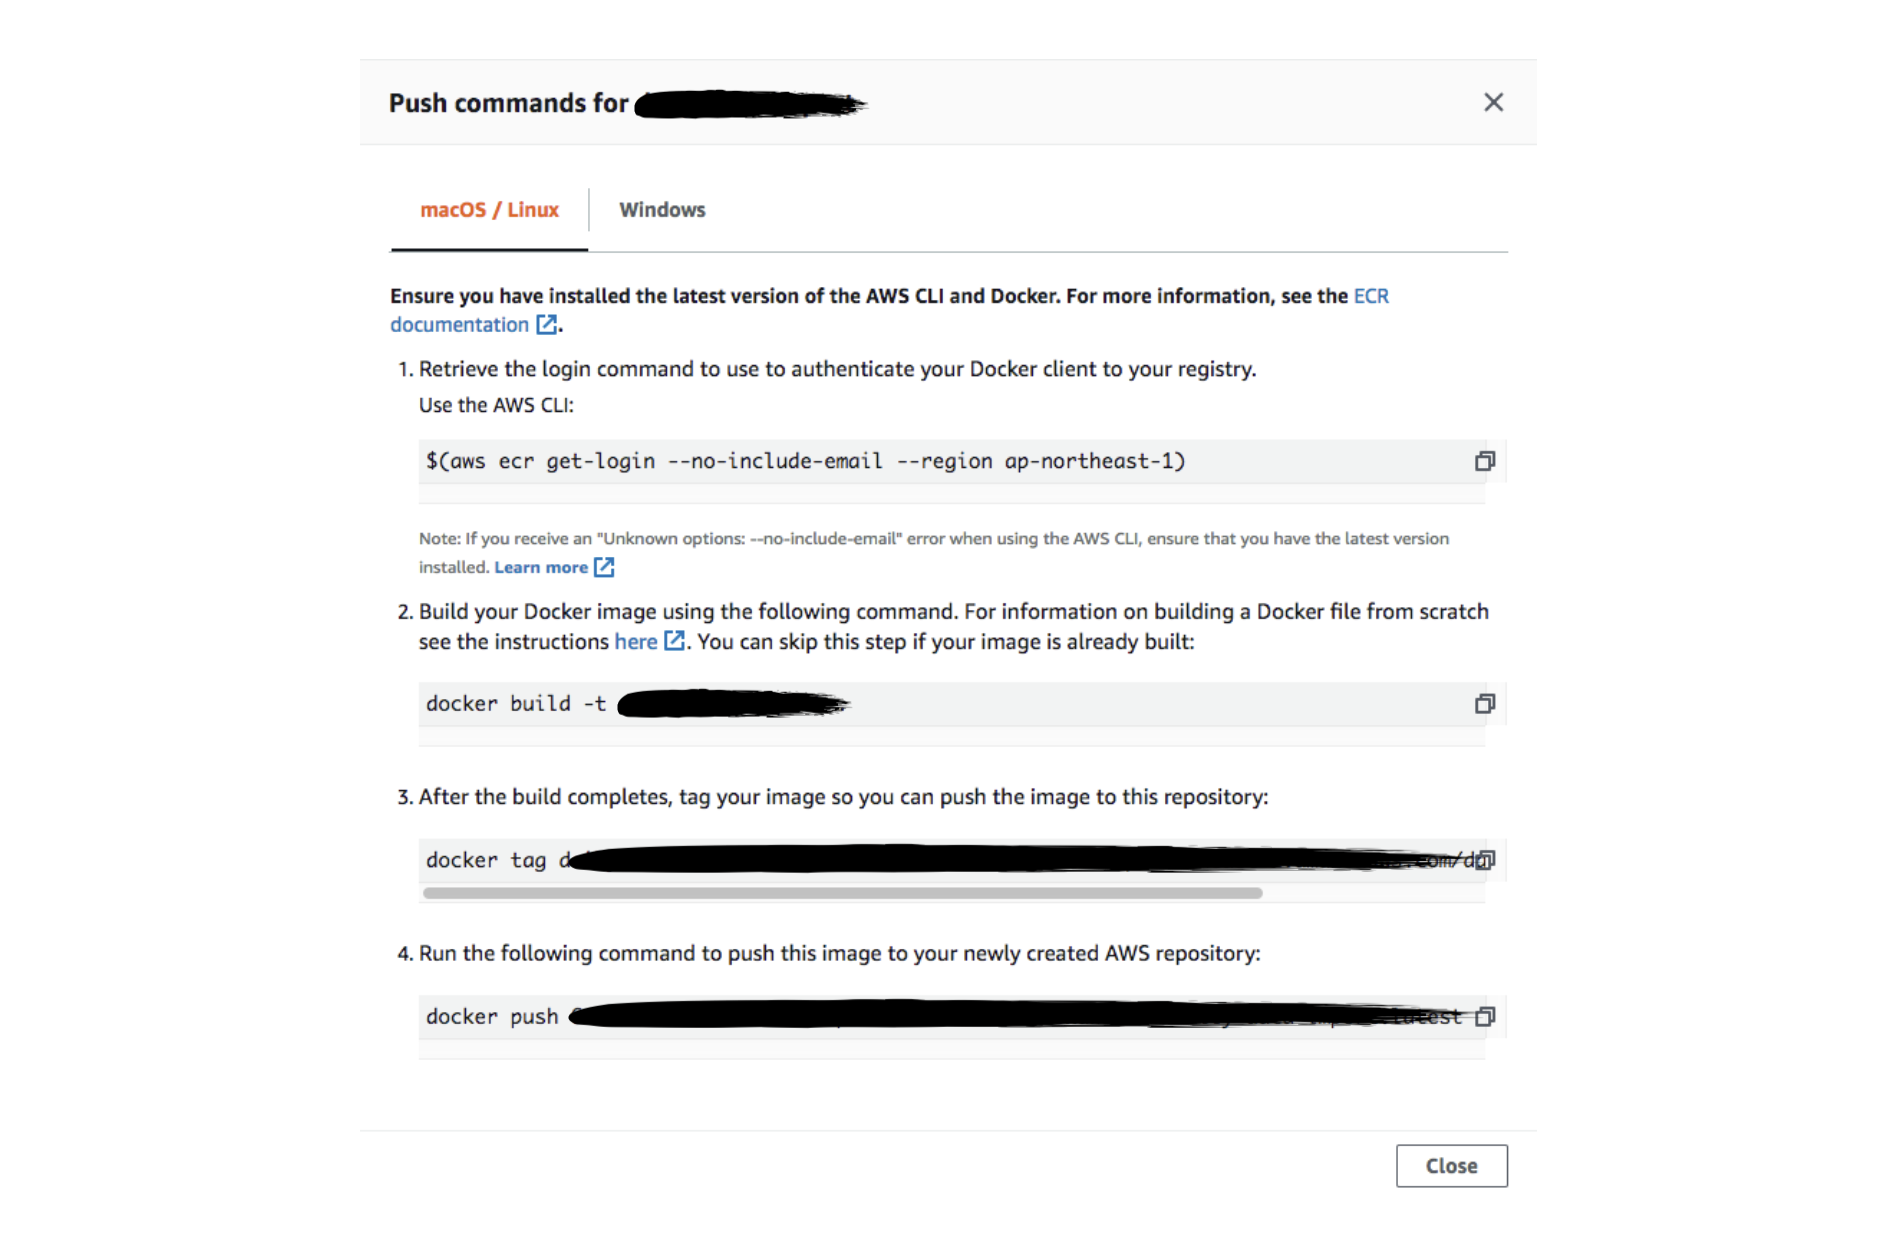 Push commands for
macOS / Linux
Windows
Ensure you have installed the latest version of the AWS CLI and Docker. For more information, see the ECR
documentation .
1. Retrieve the login command to use to authenticate your Docker client to your registry.
Use the AWS CLI:
$(aws ecr get-login --no-include-email --region ap-northeast-1)
Note: If you receive an "Unknown options: --no-include-email" error when using the AWS CLI, ensure that you have the latest version
installed. Learn more
2. Build your Docker image using the following command. For information on building a Docker file from scratch
see the instructions here . You can skip this step if your image is already built:
docker build -t
3. After the build completes, tag your image so you can push the image to this repository:
docker tag
4. Run the following command to push this image to your newly created AWS repository:
docker push
Close